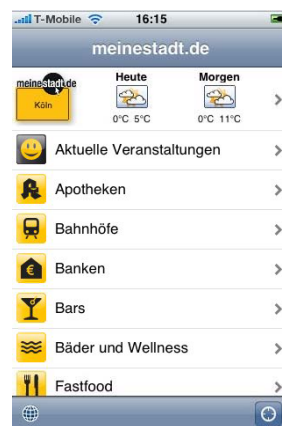 T-Mobile 16:15
meinestadt.de
meinestadt.de
Köln
Heute
0°C 5°C
Morgen
0°C 11°C
Aktuelle Veranstaltungen
Apotheken
Bahnhöfe
€ Banken
Bars
Bäder und Wellness
Fastfood